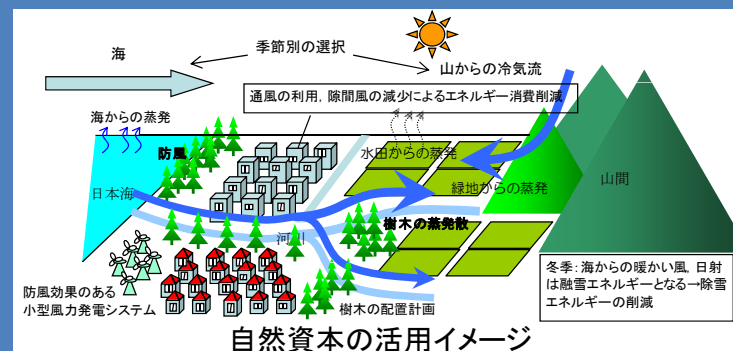 海
季節別の選択
山からの冷気流
通風の利用，隙間風の減少によるエネルギー消費削減
海からの蒸発
防風
水田からの蒸発
日本海
緑地からの蒸発
山間
樹木の蒸発散
河川
冬季：海からの暖かい風，日射
は融雪エネルギーとなる→除雪
エネルギーの削減
防風効果のある
小型風力発電システム
樹木の配置計画
自然資本の活用イメージ